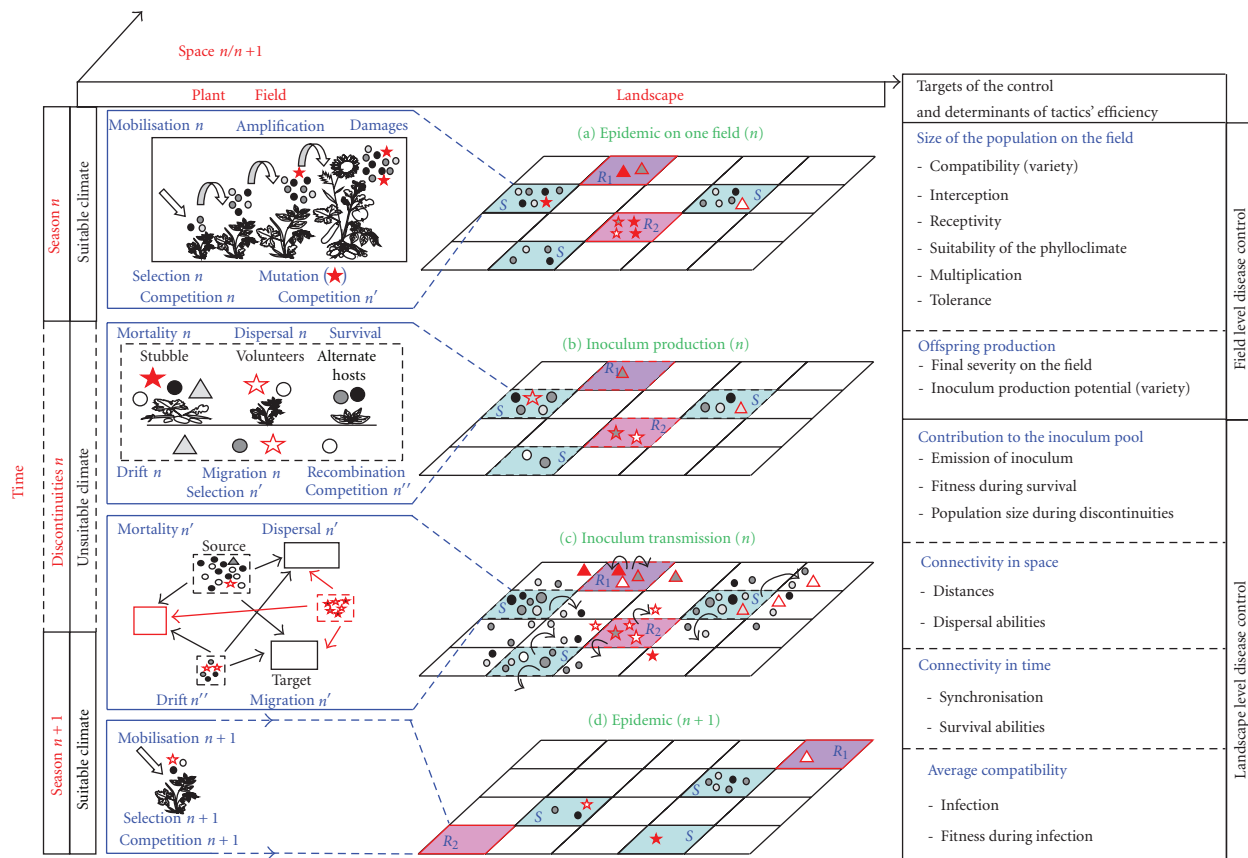 Space n/n+1
Plant Field Landscape
Targets of the control
and determinants of tactics' efficiency
Time
Season n
Suitable climate
Mobilisation n Amplification Damages
Selection n Mutation (★)
Competition n Competition n′
(a) Epidemic on one field (n)
R1
S
S
R2
S
Size of the population on the field
- Compatibility (variety)
- Interception
- Receptivity
- Suitability of the phylloclimate
- Multiplication
- Tolerance
Field level disease control
Discontinuities n
Unsuitable climate
Mortality n Dispersal n Survival
Stubble Volunteers Alternate
hosts
Drift n Migration n Recombination
Selection n′ Competition n′′
(b) Inoculum production (n)
R1
S
S
R2
S
Offspring production
- Final severity on the field
- Inoculum production potential (variety)
Contribution to the inoculum pool
- Emission of inoculum
- Fitness during survival
- Population size during discontinuities
Landscape level disease control
Mortality n′ Dispersal n′
Source
Target
Drift n′′ Migration n′
(c) Inoculum transmission (n)
R1
S
S
R2
S
Connectivity in space
- Distances
- Dispersal abilities
Connectivity in time
- Synchronisation
- Survival abilities
Season n+1
Suitable climate
Mobilisation n+1
Selection n+1
Competition n+1
(d) Epidemic (n+1)
R1
S
S
R2
S
Average compatibility
- Infection
- Fitness during infection